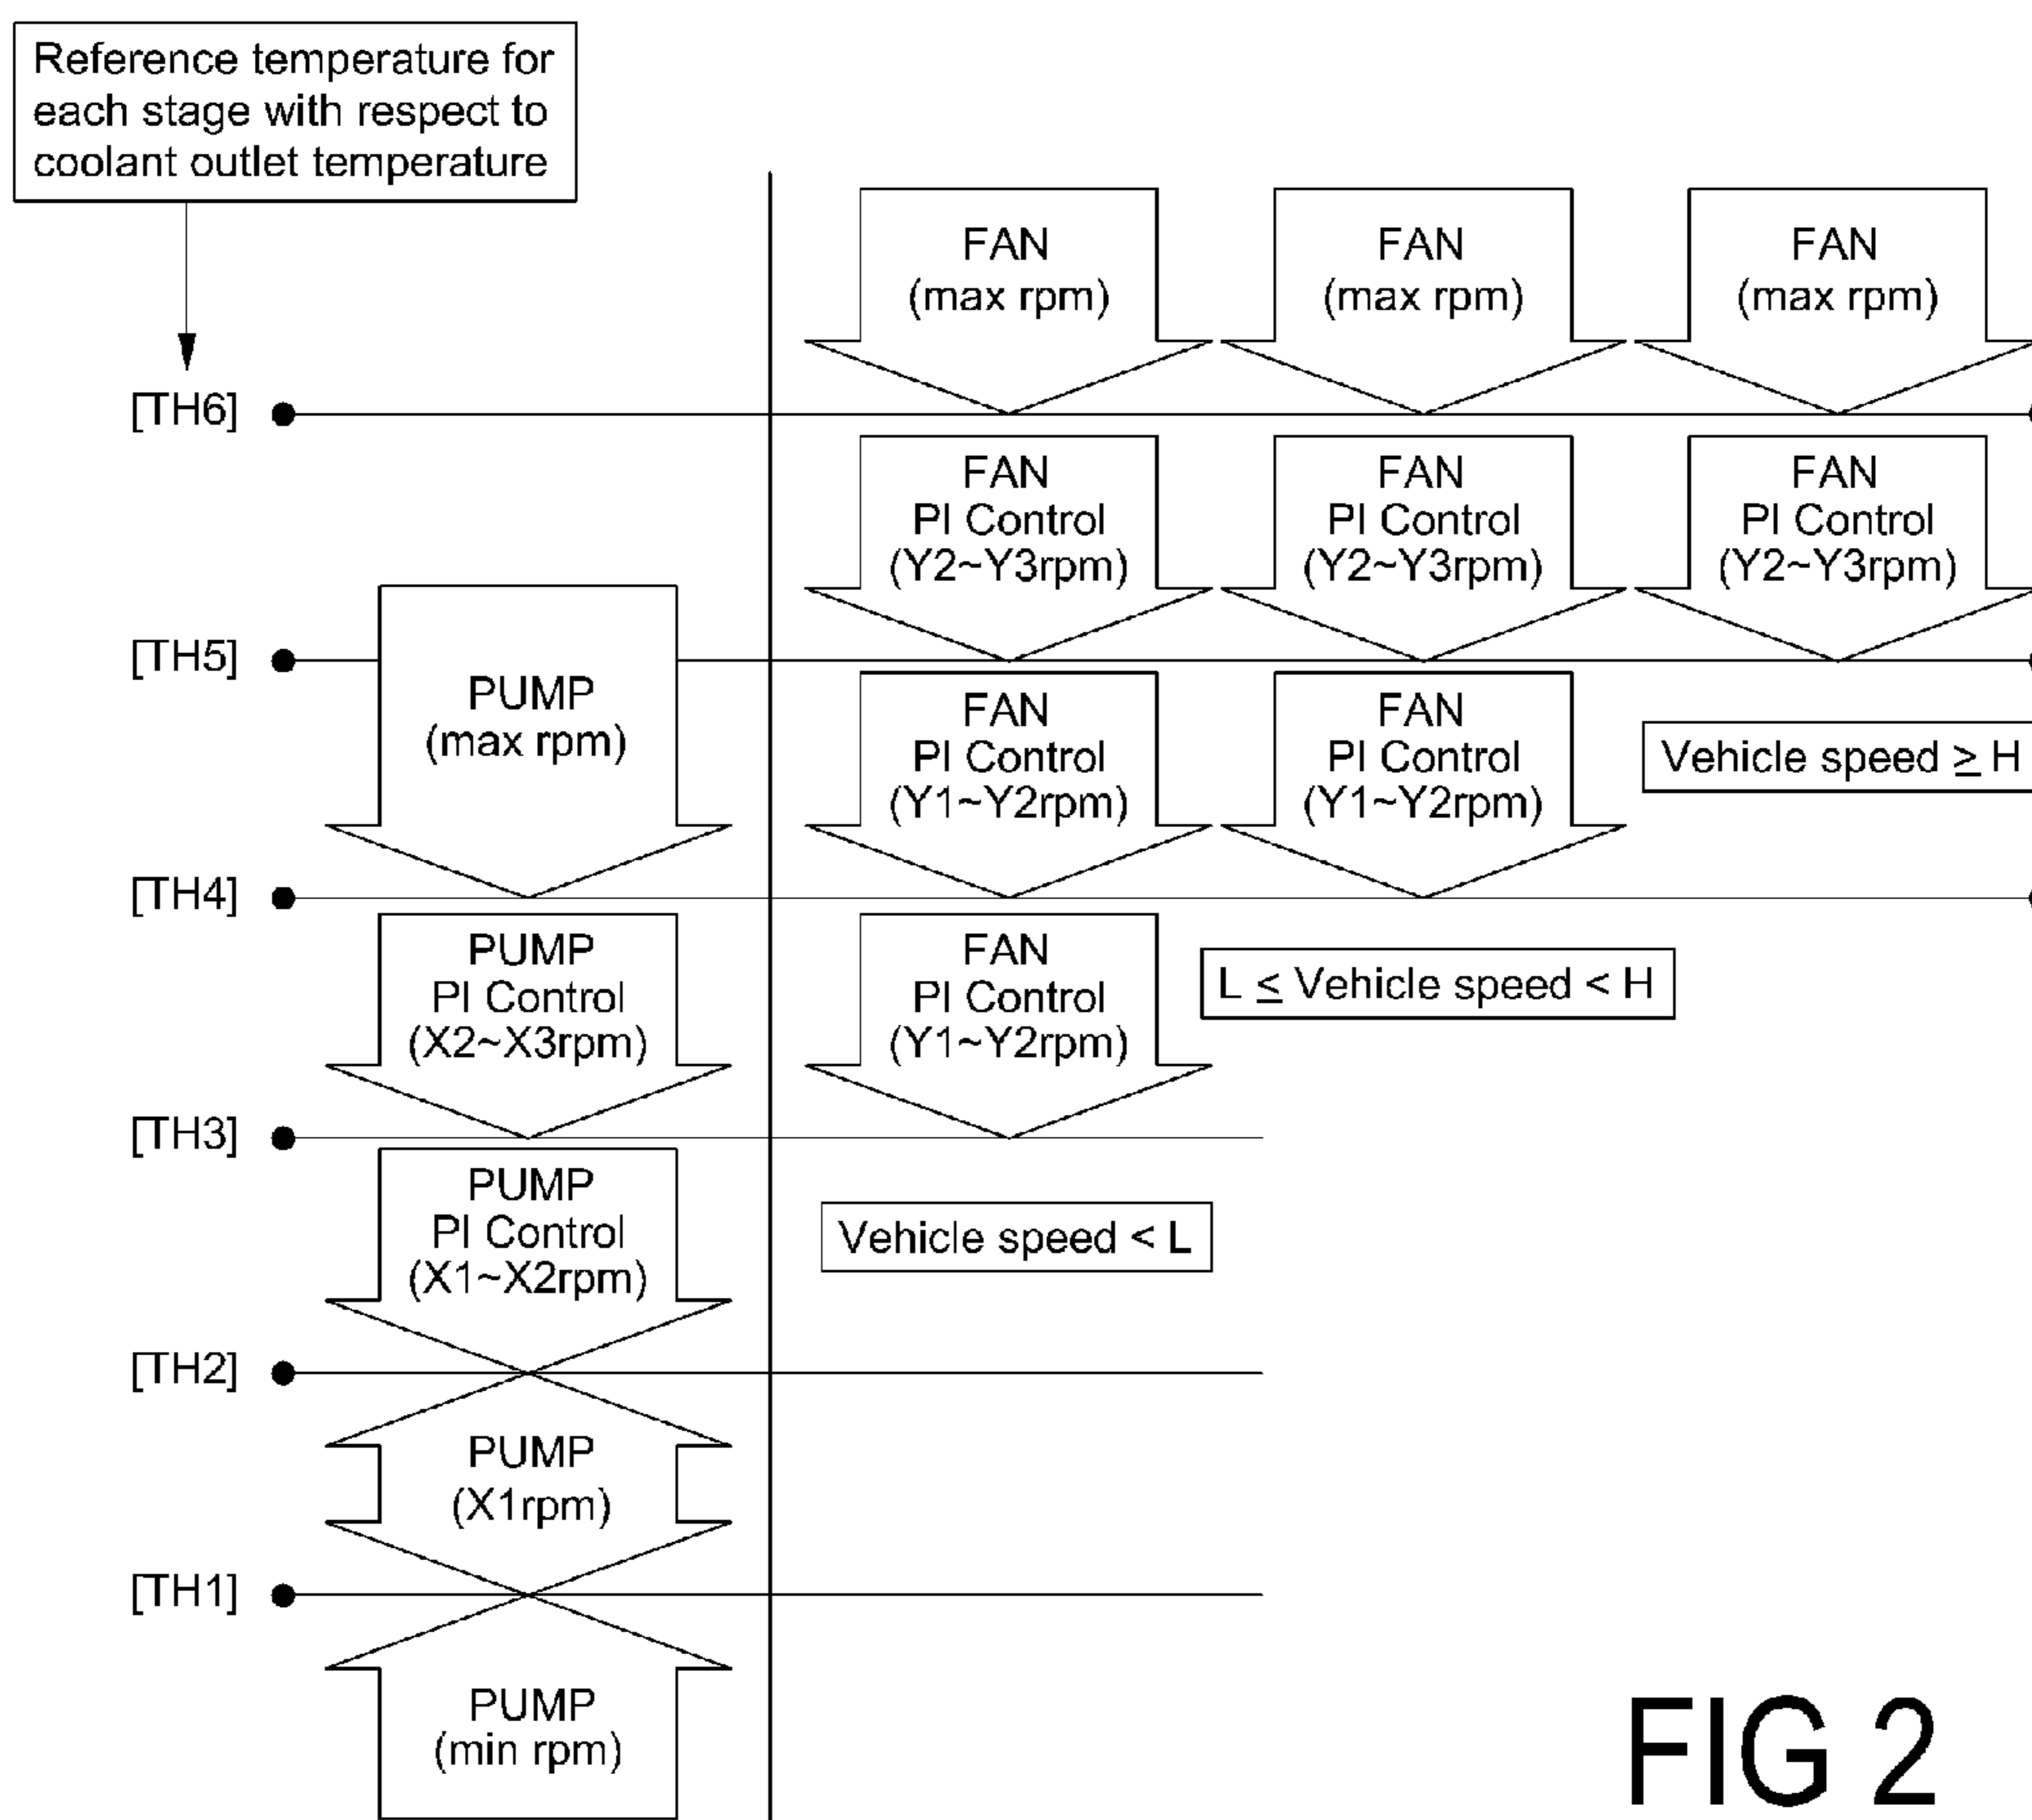 Reference temperature for
each stage with respect to
coolant outlet temperature
FAN
(max rpm)
FAN
(max rpm)
FAN
(max rpm)
[TH6]
FAN
PI Control
(Y2~Y3rpm)
FAN
PI Control
(Y2~Y3rpm)
FAN
PI Control
(Y2~Y3rpm)
[TH5]
PUMP
(max rpm)
FAN
PI Control
(Y1~Y2rpm)
FAN
PI Control
(Y1~Y2rpm)
Vehicle speed ≥ H
[TH4]
PUMP
PI Control
(X2~X3rpm)
FAN
PI Control
(Y1~Y2rpm)
L ≤ Vehicle speed < H
[TH3]
PUMP
PI Control
(X1~X2rpm)
Vehicle speed < L
[TH2]
PUMP
(X1rpm)
[TH1]
PUMP
(min rpm)
FIG 2